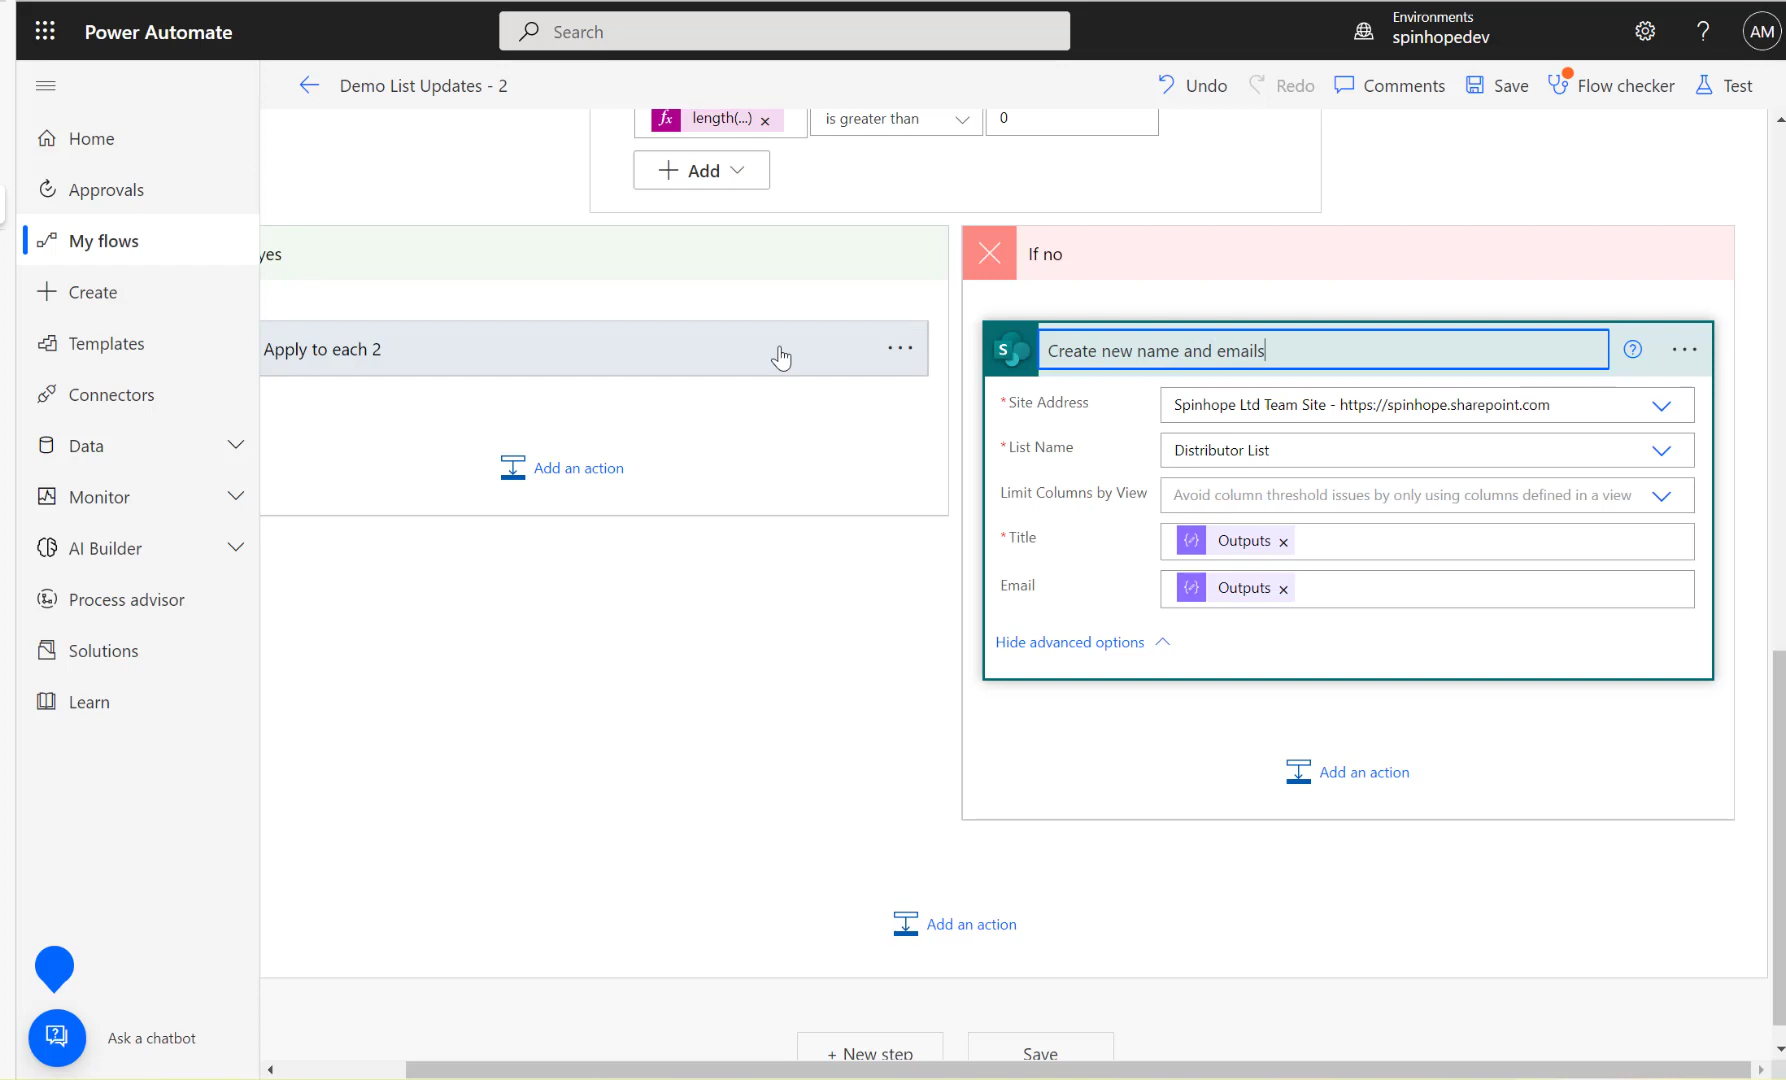 Power Automate
Search
Environments
spinhopedev
AM
Demo List Updates - 2
Undo
Redo
Comments
Save
Flow checker
Test
Home
Approvals
My flows
Create
Templates
Connectors
Data
Monitor
AI Builder
Process advisor
Solutions
Learn
Ask a chatbot
fx length(...) ×
is greater than
0
+ Add
yes
Apply to each 2
Add an action
If no
S
Create new name and emails
* Site Address
Spinhope Ltd Team Site - https://spinhope.sharepoint.com
* List Name
Distributor List
Limit Columns by View
Avoid column threshold issues by only using columns defined in a view
* Title
Outputs ×
Email
Outputs ×
Hide advanced options
Add an action
Add an action
+ New step
Save